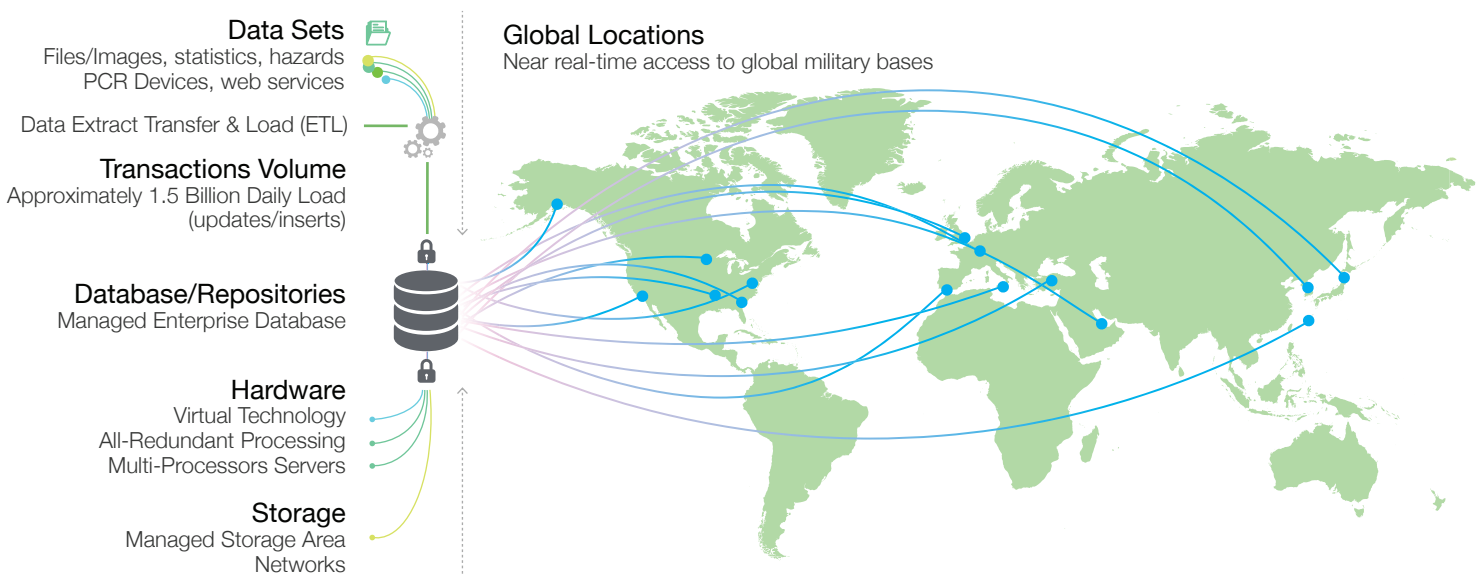 Data Sets
Files/Images, statistics, hazards
PCR Devices, web services
Data Extract Transfer & Load (ETL)
Transactions Volume
Approximately 1.5 Billion Daily Load
(updates/inserts)
Database/Repositories
Managed Enterprise Database
Hardware
Virtual Technology
All-Redundant Processing
Multi-Processors Servers
Storage
Managed Storage Area
Networks
Global Locations
Near real-time access to global military bases